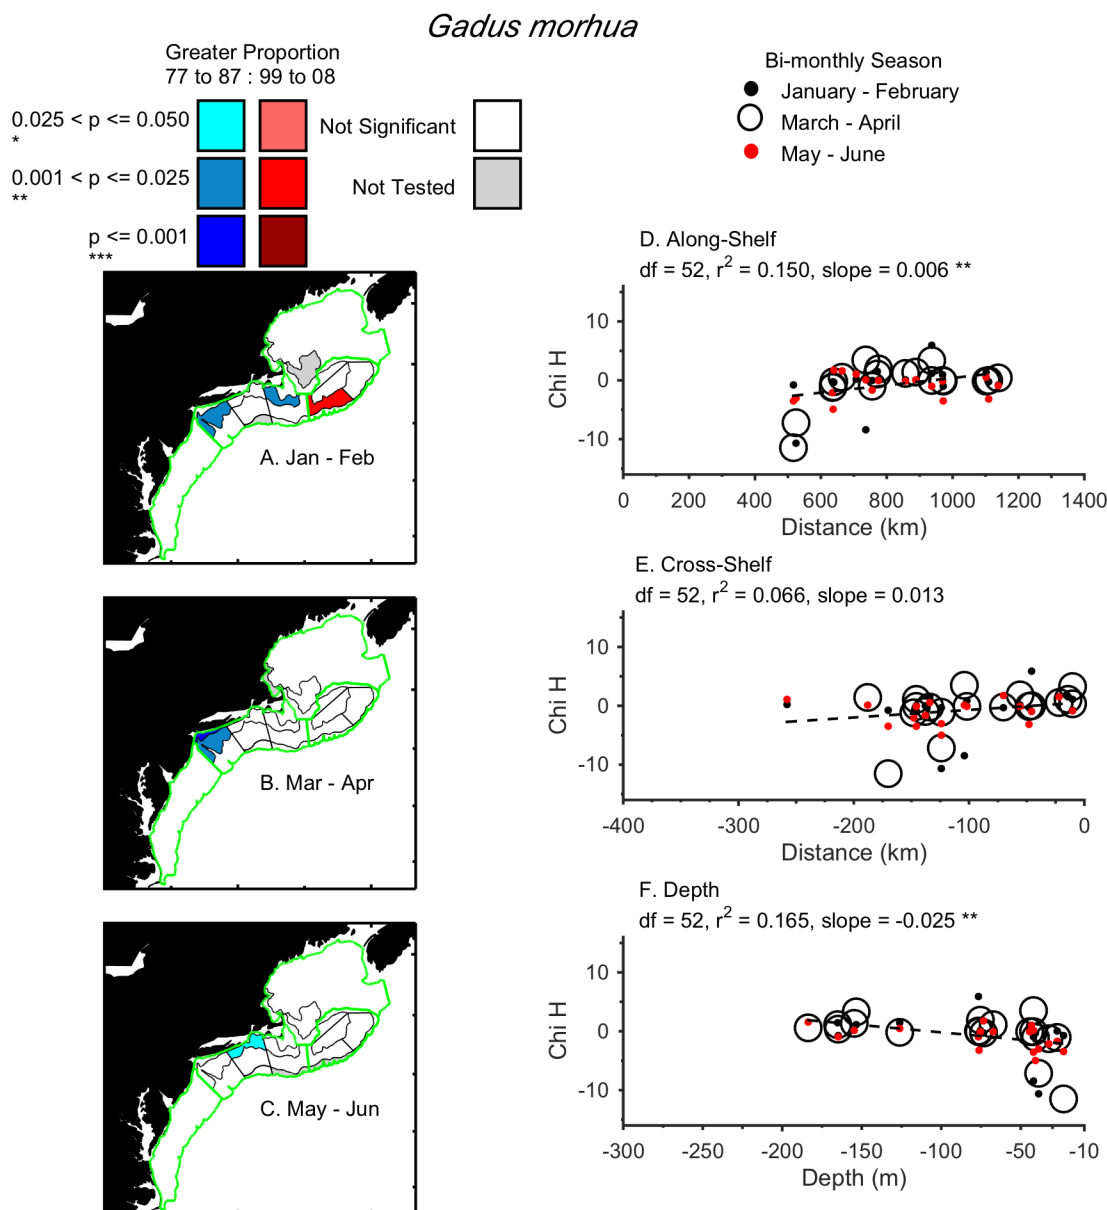 Gadus morhua
Greater Proportion
77 to 87 : 99 to 08
0.025 < p <= 0.050
*
0.001 < p <= 0.025
**
p <= 0.001
***
Not Significant
Not Tested
Bi-monthly Season
January - February
March - April
May - June
A. Jan - Feb
B. Mar - Apr
C. May - Jun
D. Along-Shelf
df = 52, r2 = 0.150, slope = 0.006 **
Chi H
10
0
-10
0 200 400 600 800 1000 1200 1400
Distance (km)
E. Cross-Shelf
df = 52, r2 = 0.066, slope = 0.013
Chi H
10
0
-10
-400 -300 -200 -100 0
Distance (km)
F. Depth
df = 52, r2 = 0.165, slope = -0.025 **
Chi H
10
0
-10
-300 -250 -200 -150 -100 -50 -10
Depth (m)